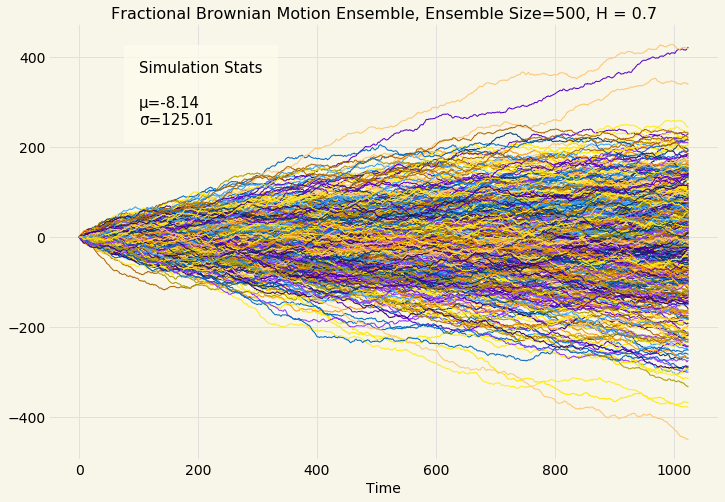 Fractional Brownian Motion Ensemble, Ensemble Size=500, H = 0.7
Simulation Stats
μ=-8.14
σ=125.01
400
200
0
−200
−400
0 200 400 600 800 1000
Time